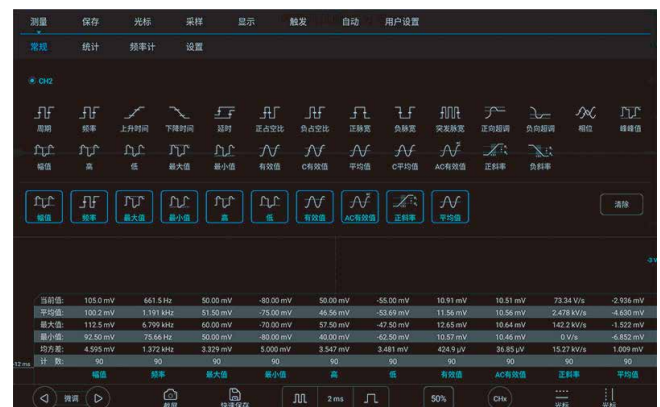 测量 保存 光标 采样 显示 触发 自动 用户设置
常规 统计 频率计 设置
CH2
周期 频率 上升时间 下降时间 延时 正占空比 负占空比 正脉宽 负脉宽 突发脉宽 正向超调 负向超调 相位 峰峰值
幅值 高 低 最大值 最小值 有效值 C有效值 平均值 C平均值 AC有效值 正斜率 负斜率
幅值 频率 最大值 最小值 高 低 有效值 AC有效值 正斜率 平均值 清除
当前值: 105.0 mV 661.5 Hz 50.00 mV -80.00 mV 50.00 mV -55.00 mV 10.91 mV 10.51 mV 73.34 V/s -2.936 mV
平均值: 100.2 mV 1.191 kHz 51.50 mV -75.00 mV 46.56 mV -53.69 mV 11.56 mV 10.56 mV 2.478 kV/s -4.630 mV
最大值: 112.5 mV 6.799 kHz 60.00 mV -70.00 mV 57.50 mV -47.50 mV 12.65 mV 10.64 mV 142.2 kV/s -1.522 mV
最小值: 92.50 mV 75.66 Hz 50.00 mV -80.00 mV 40.00 mV -62.50 mV 10.57 mV 10.46 mV 0 V/s -6.852 mV
均方差: 4.595 mV 1.372 kHz 3.329 mV 5.000 mV 3.547 mV 3.481 mV 424.9 μV 36.85 μV 15.27 kV/s 1.009 mV
-12 ms 计 数: 90 90 90 90 90 90 90 90 90 90
幅值 频率 最大值 最小值 高 低 有效值 AC有效值 正斜率 平均值
微调 截屏 快速保存 2 ms 50% CHx 光标 光标